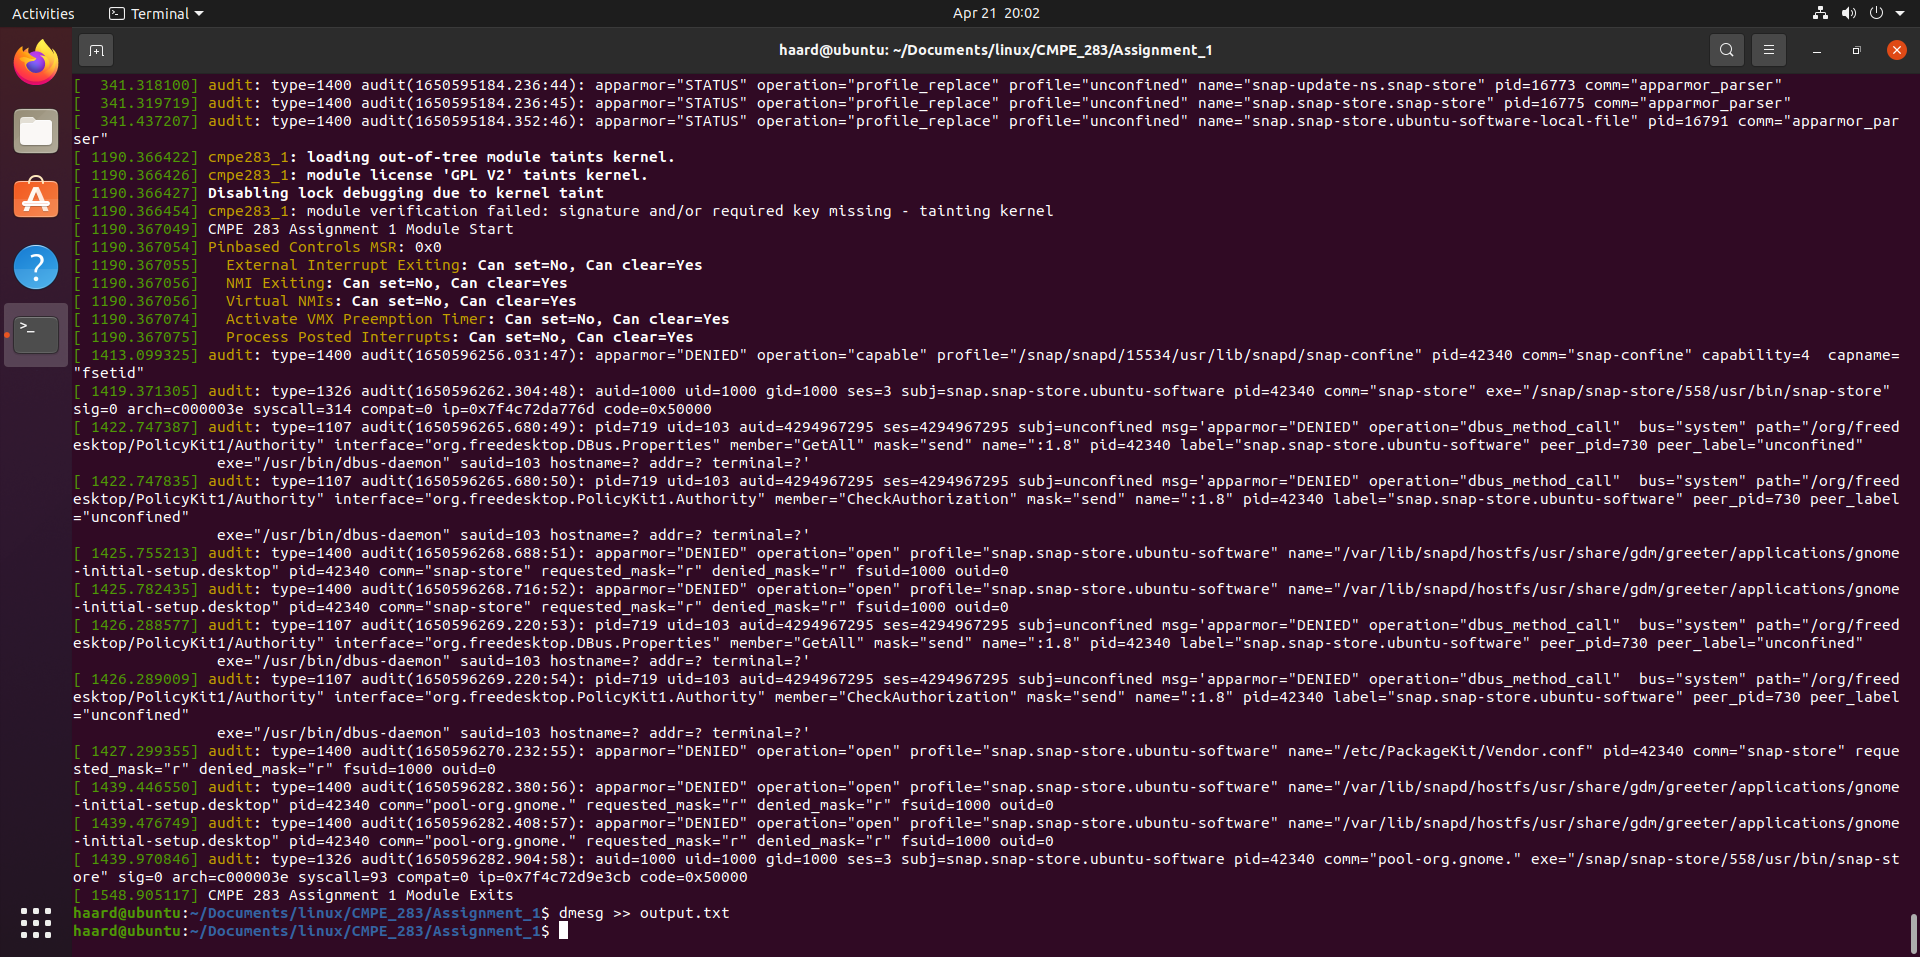 Activities
Terminal
Apr 21 20:02
haard@ubuntu: ~/Documents/linux/CMPE_283/Assignment_1
[  341.318100] audit: type=1400 audit(1650595184.236:44): apparmor="STATUS" operation="profile_replace" profile="unconfined" name="snap-update-ns.snap-store" pid=16773 comm="apparmor_parser"
[  341.319719] audit: type=1400 audit(1650595184.236:45): apparmor="STATUS" operation="profile_replace" profile="unconfined" name="snap.snap-store.snap-store" pid=16775 comm="apparmor_parser"
[  341.437207] audit: type=1400 audit(1650595184.352:46): apparmor="STATUS" operation="profile_replace" profile="unconfined" name="snap.snap-store.ubuntu-software-local-file" pid=16791 comm="apparmor_par
ser"
[ 1190.366422] cmpe283_1: loading out-of-tree module taints kernel.
[ 1190.366426] cmpe283_1: module license 'GPL V2' taints kernel.
[ 1190.366427] Disabling lock debugging due to kernel taint
[ 1190.366454] cmpe283_1: module verification failed: signature and/or required key missing - tainting kernel
[ 1190.367049] CMPE 283 Assignment 1 Module Start
[ 1190.367054] Pinbased Controls MSR: 0x0
[ 1190.367055]   External Interrupt Exiting: Can set=No, Can clear=Yes
[ 1190.367056]   NMI Exiting: Can set=No, Can clear=Yes
[ 1190.367056]   Virtual NMIs: Can set=No, Can clear=Yes
[ 1190.367074]   Activate VMX Preemption Timer: Can set=No, Can clear=Yes
[ 1190.367075]   Process Posted Interrupts: Can set=No, Can clear=Yes
[ 1413.099325] audit: type=1400 audit(1650596256.031:47): apparmor="DENIED" operation="capable" profile="/snap/snapd/15534/usr/lib/snapd/snap-confine" pid=42340 comm="snap-confine" capability=4  capname=
"fsetid"
[ 1419.371305] audit: type=1326 audit(1650596262.304:48): auid=1000 uid=1000 gid=1000 ses=3 subj=snap.snap-store.ubuntu-software pid=42340 comm="snap-store" exe="/snap/snap-store/558/usr/bin/snap-store"
sig=0 arch=c000003e syscall=314 compat=0 ip=0x7f4c72da776d code=0x50000
[ 1422.747387] audit: type=1107 audit(1650596265.680:49): pid=719 uid=103 auid=4294967295 ses=4294967295 subj=unconfined msg='apparmor="DENIED" operation="dbus_method_call"  bus="system" path="/org/freed
esktop/PolicyKit1/Authority" interface="org.freedesktop.DBus.Properties" member="GetAll" mask="send" name=":1.8" pid=42340 label="snap.snap-store.ubuntu-software" peer_pid=730 peer_label="unconfined"
exe="/usr/bin/dbus-daemon" sauid=103 hostname=? addr=? terminal=?'
[ 1422.747835] audit: type=1107 audit(1650596265.680:50): pid=719 uid=103 auid=4294967295 ses=4294967295 subj=unconfined msg='apparmor="DENIED" operation="dbus_method_call"  bus="system" path="/org/freed
esktop/PolicyKit1/Authority" interface="org.freedesktop.PolicyKit1.Authority" member="CheckAuthorization" mask="send" name=":1.8" pid=42340 label="snap.snap-store.ubuntu-software" peer_pid=730 peer_label
="unconfined"
exe="/usr/bin/dbus-daemon" sauid=103 hostname=? addr=? terminal=?'
[ 1425.755213] audit: type=1400 audit(1650596268.688:51): apparmor="DENIED" operation="open" profile="snap.snap-store.ubuntu-software" name="/var/lib/snapd/hostfs/usr/share/gdm/greeter/applications/gnome
-initial-setup.desktop" pid=42340 comm="snap-store" requested_mask="r" denied_mask="r" fsuid=1000 ouid=0
[ 1425.782435] audit: type=1400 audit(1650596268.716:52): apparmor="DENIED" operation="open" profile="snap.snap-store.ubuntu-software" name="/var/lib/snapd/hostfs/usr/share/gdm/greeter/applications/gnome
-initial-setup.desktop" pid=42340 comm="snap-store" requested_mask="r" denied_mask="r" fsuid=1000 ouid=0
[ 1426.288577] audit: type=1107 audit(1650596269.220:53): pid=719 uid=103 auid=4294967295 ses=4294967295 subj=unconfined msg='apparmor="DENIED" operation="dbus_method_call"  bus="system" path="/org/freed
esktop/PolicyKit1/Authority" interface="org.freedesktop.DBus.Properties" member="GetAll" mask="send" name=":1.8" pid=42340 label="snap.snap-store.ubuntu-software" peer_pid=730 peer_label="unconfined"
exe="/usr/bin/dbus-daemon" sauid=103 hostname=? addr=? terminal=?'
[ 1426.289009] audit: type=1107 audit(1650596269.220:54): pid=719 uid=103 auid=4294967295 ses=4294967295 subj=unconfined msg='apparmor="DENIED" operation="dbus_method_call"  bus="system" path="/org/freed
esktop/PolicyKit1/Authority" interface="org.freedesktop.PolicyKit1.Authority" member="CheckAuthorization" mask="send" name=":1.8" pid=42340 label="snap.snap-store.ubuntu-software" peer_pid=730 peer_label
="unconfined"
exe="/usr/bin/dbus-daemon" sauid=103 hostname=? addr=? terminal=?'
[ 1427.299355] audit: type=1400 audit(1650596270.232:55): apparmor="DENIED" operation="open" profile="snap.snap-store.ubuntu-software" name="/etc/PackageKit/Vendor.conf" pid=42340 comm="snap-store" reque
sted_mask="r" denied_mask="r" fsuid=1000 ouid=0
[ 1439.446550] audit: type=1400 audit(1650596282.380:56): apparmor="DENIED" operation="open" profile="snap.snap-store.ubuntu-software" name="/var/lib/snapd/hostfs/usr/share/gdm/greeter/applications/gnome
-initial-setup.desktop" pid=42340 comm="pool-org.gnome." requested_mask="r" denied_mask="r" fsuid=1000 ouid=0
[ 1439.476749] audit: type=1400 audit(1650596282.408:57): apparmor="DENIED" operation="open" profile="snap.snap-store.ubuntu-software" name="/var/lib/snapd/hostfs/usr/share/gdm/greeter/applications/gnome
-initial-setup.desktop" pid=42340 comm="pool-org.gnome." requested_mask="r" denied_mask="r" fsuid=1000 ouid=0
[ 1439.970846] audit: type=1326 audit(1650596282.904:58): auid=1000 uid=1000 gid=1000 ses=3 subj=snap.snap-store.ubuntu-software pid=42340 comm="pool-org.gnome." exe="/snap/snap-store/558/usr/bin/snap-st
ore" sig=0 arch=c000003e syscall=93 compat=0 ip=0x7f4c72d9e3cb code=0x50000
[ 1548.905117] CMPE 283 Assignment 1 Module Exits
haard@ubuntu:~/Documents/linux/CMPE_283/Assignment_1$ dmesg >> output.txt
haard@ubuntu:~/Documents/linux/CMPE_283/Assignment_1$